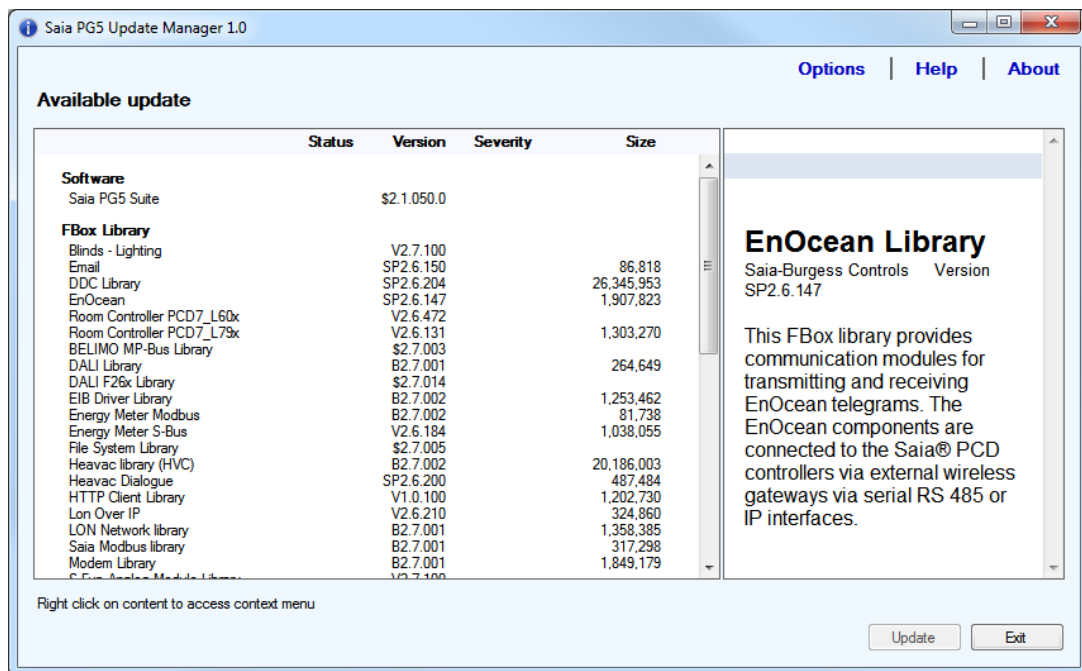 Saia PG5 Update Manager 1.0
Options | Help | About
Available update
Status Version Severity Size
Software
Saia PG5 Suite $2.1.050.0
FBox Library
Blinds - Lighting V2.7.100
Email SP2.6.150 86,818
DDC Library SP2.6.204 26,345,953
EnOcean SP2.6.147 1,907,823
Room Controller PCD7_L60x V2.6.472
Room Controller PCD7_L79x V2.6.131 1,303,270
BELIMO MP-Bus Library $2.7.003
DALI Library B2.7.001 264,649
DALI F26x Library $2.7.014
EIB Driver Library B2.7.002 1,253,462
Energy Meter Modbus B2.7.002 81,738
Energy Meter S-Bus V2.6.184 1,038,055
File System Library $2.7.005
Heavac library (HVC) B2.7.002 20,186,003
Heavac Dialogue SP2.6.200 487,484
HTTP Client Library V1.0.100 1,202,730
Lon Over IP V2.6.210 324,860
LON Network library B2.7.001 1,358,385
Saia Modbus library B2.7.001 317,298
Modem Library B2.7.001 1,849,179
EnOcean Library
Saia-Burgess Controls Version
SP2.6.147
This FBox library provides
communication modules for
transmitting and receiving
EnOcean telegrams. The
EnOcean components are
connected to the Saia® PCD
controllers via external wireless
gateways via serial RS 485 or
IP interfaces.
Right click on content to access context menu
Update Exit